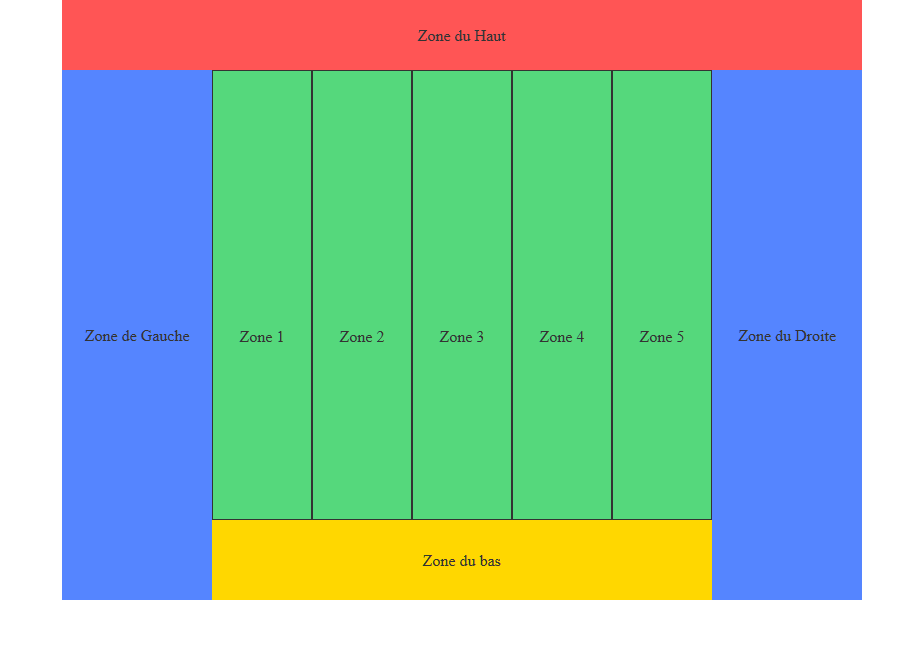 Zone du Haut
Zone de Gauche
Zone 1
Zone 2
Zone 3
Zone 4
Zone 5
Zone du Droite
Zone du bas